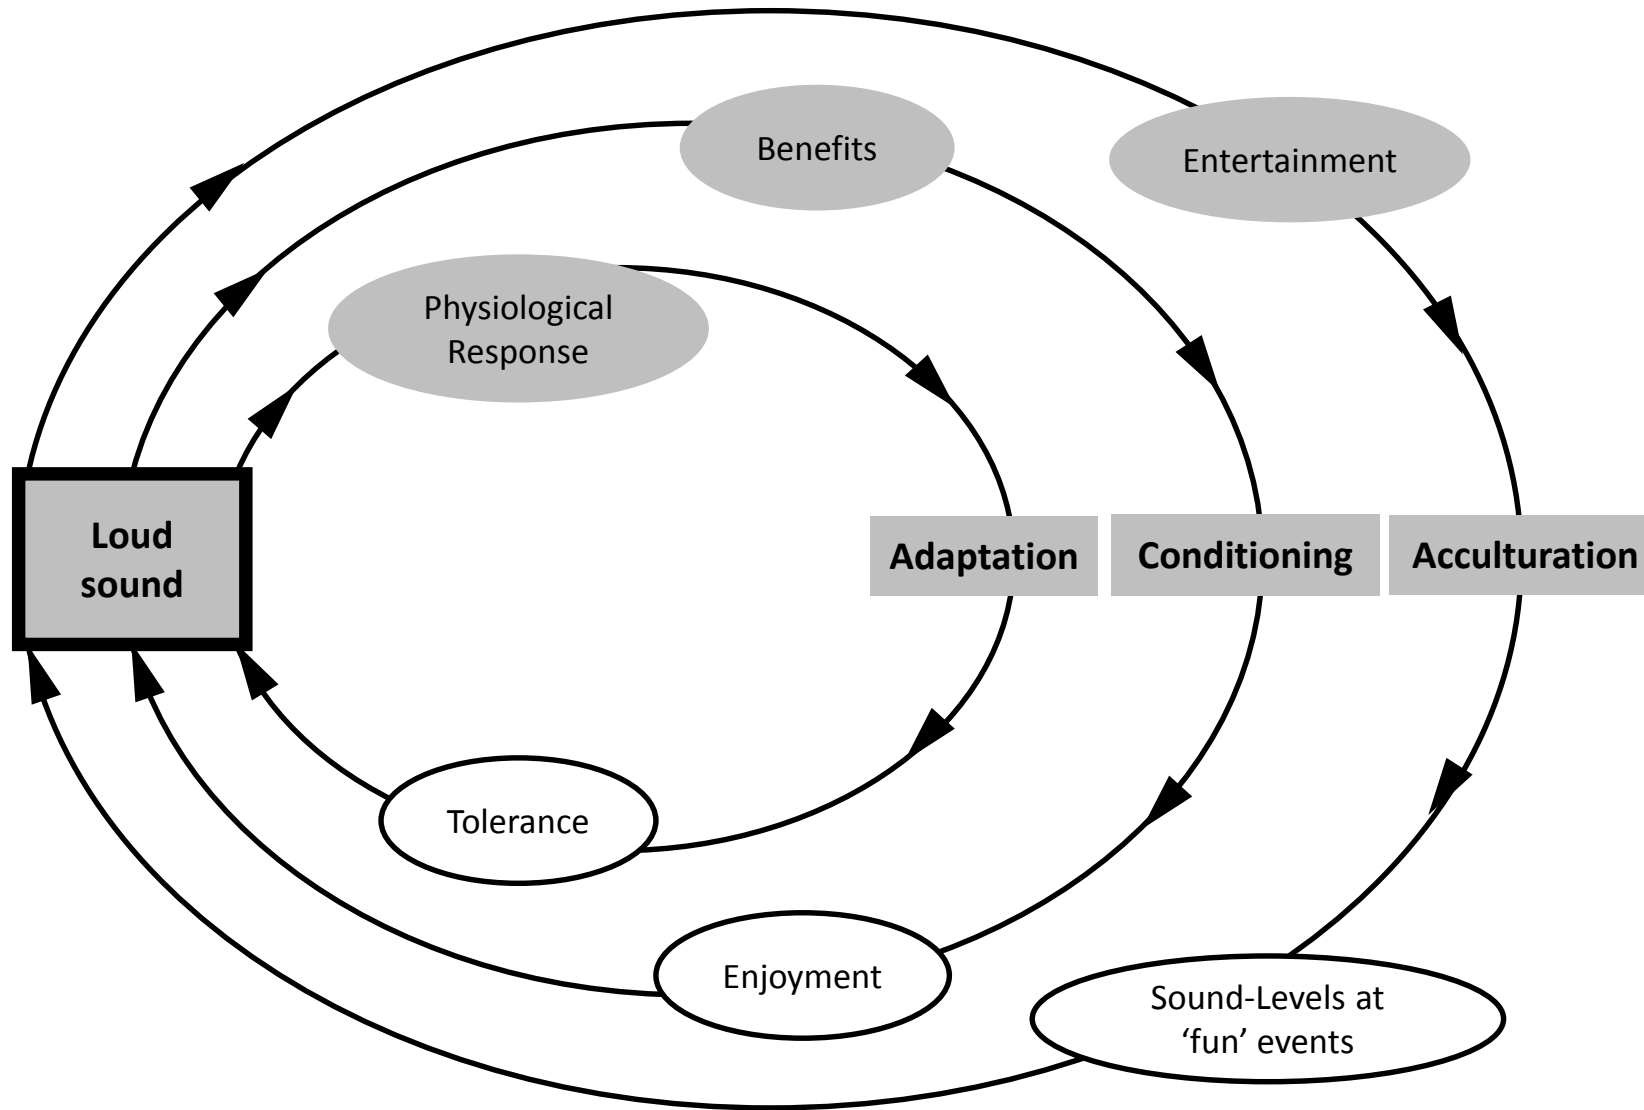 Benefits
Entertainment
Physiological
Response
Loud
sound
Adaptation
Conditioning
Acculturation
Tolerance
Enjoyment
Sound-Levels at
‘fun’ events